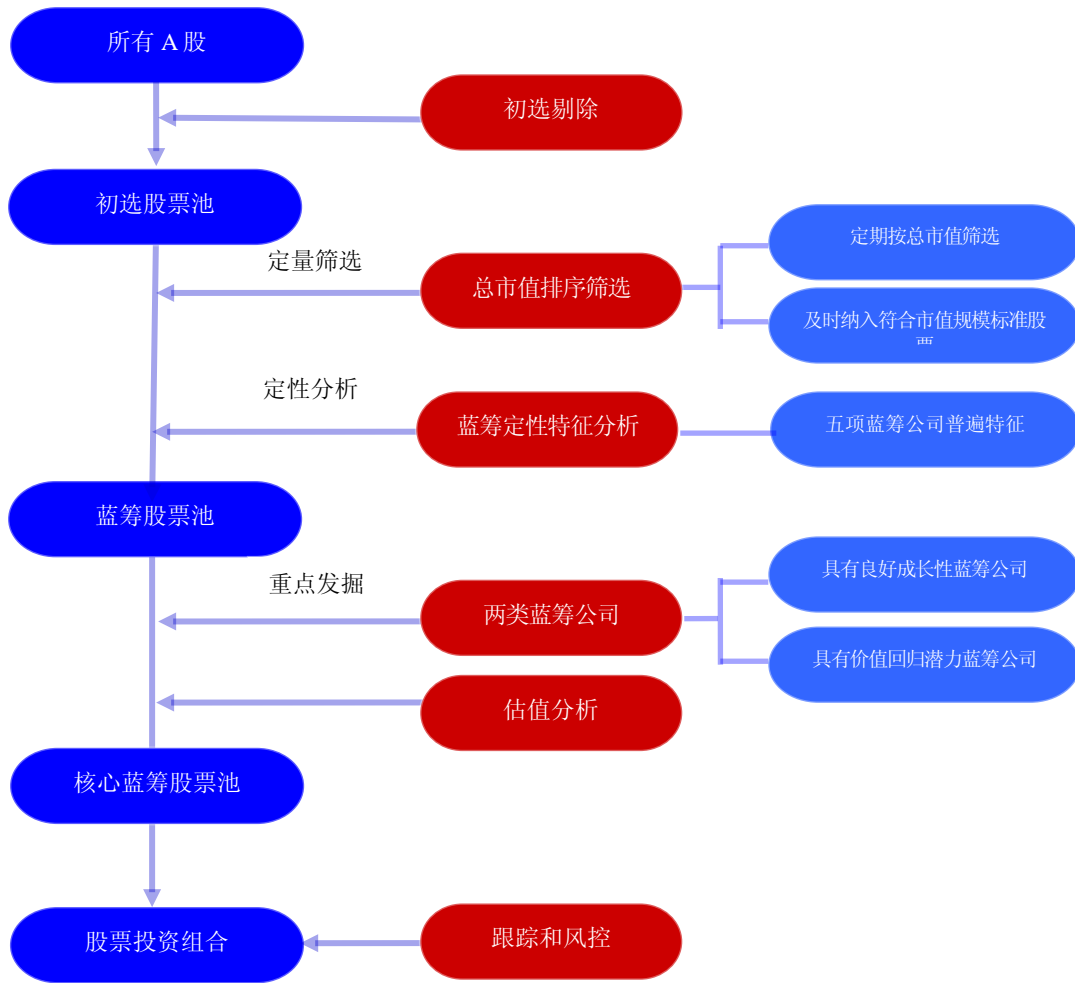 所有 A 股
初选剔除
初选股票池
定量筛选
总市值排序筛选
定期按总市值筛选
及时纳入符合市值规模标准股
票
定性分析
蓝筹定性特征分析
五项蓝筹公司普遍特征
蓝筹股票池
重点发掘
两类蓝筹公司
具有良好成长性蓝筹公司
具有价值回归潜力蓝筹公司
估值分析
核心蓝筹股票池
股票投资组合
跟踪和风控